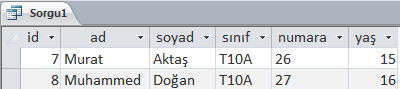 Sorgu1
id ad soyad sınıf numara yaş
7 Murat Aktaş T10A 26 15
8 Muhammed Doğan T10A 27 16